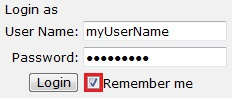 Login as
User Name: myUserName
Password: •••••••••
Login Remember me